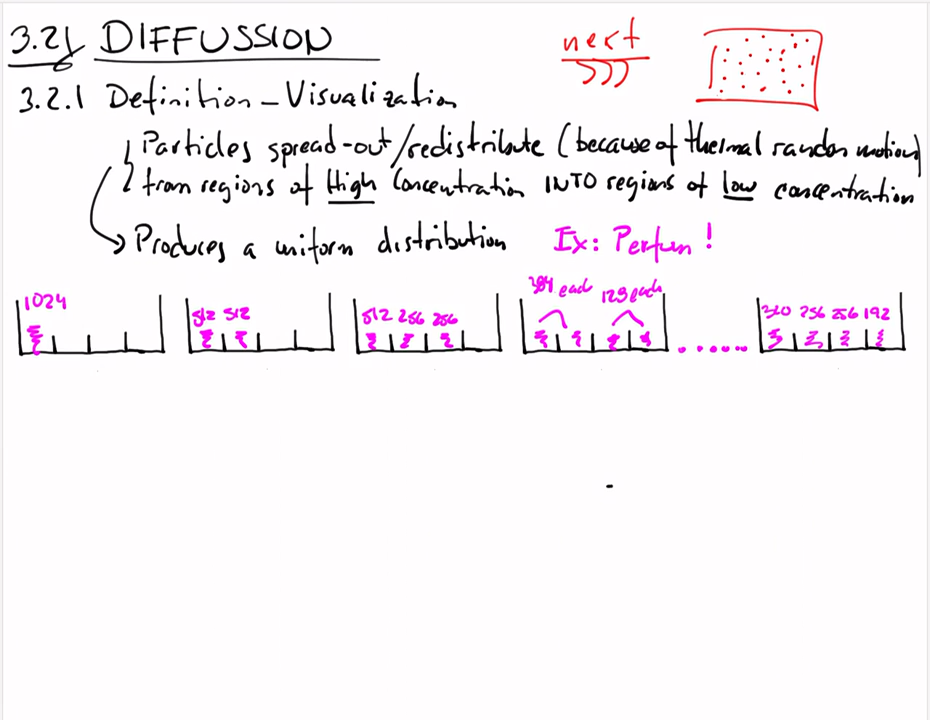 3.2 DIFFUSSION
next
3.2.1 Definition - Visualization
Particles spread-out/redistribute (because of thermal random motion)
from regions of High Concentration INTO regions of low concentration
Produces a uniform distribution Ex: Perfum!
384 each 128 each
1024 512 512 512 256 256 320 256 256 192